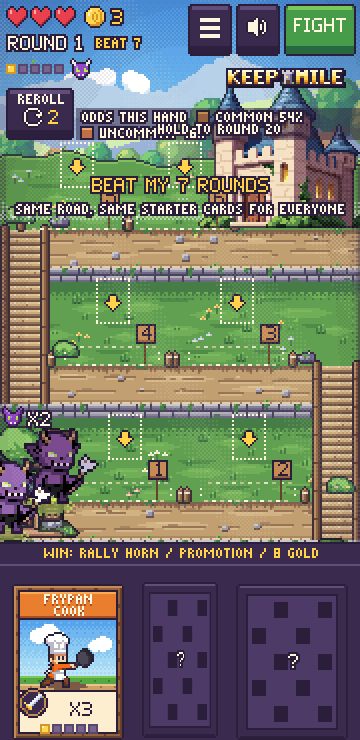 3
FIGHT
ROUND 1 BEAT 7
KEEP MILE
REROLL
2
ODDS THIS HAND COMMON 54%
UNCOMM
HOLD TO ROUND 20
BEAT MY 7 ROUNDS
SAME ROAD, SAME STARTER CARDS FOR EVERYONE
4
3
X2
1
2
WIN: RALLY HORN / PROMOTION / 8 GOLD
FRYPAN
COOK
X3
?
?